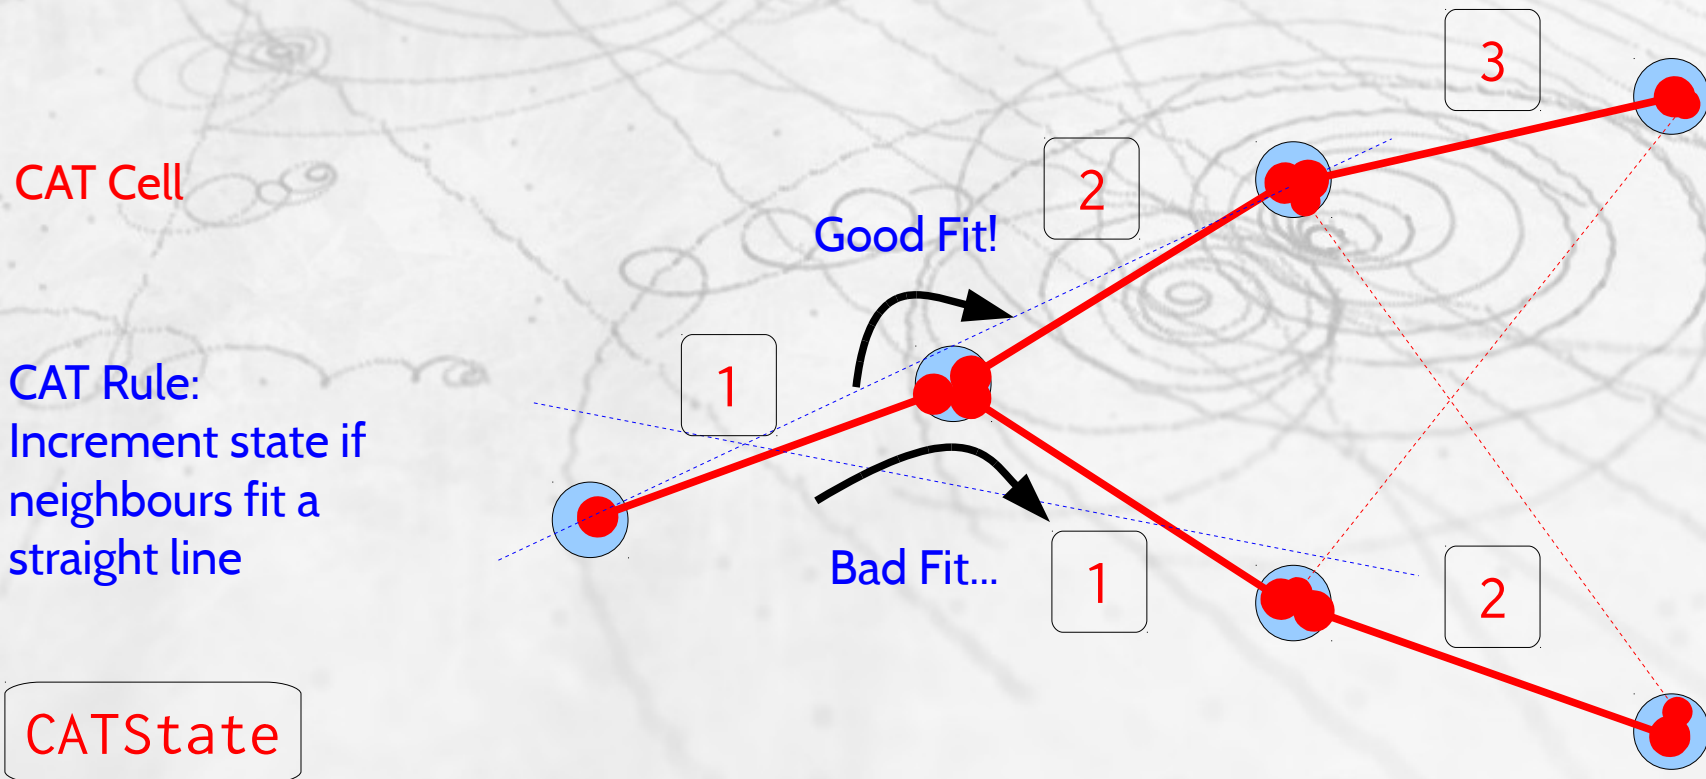 3
CAT Cell
2
Good Fit!
1
CAT Rule:
Increment state if
neighbours fit a
straight line
Bad Fit...
1
2
CATState